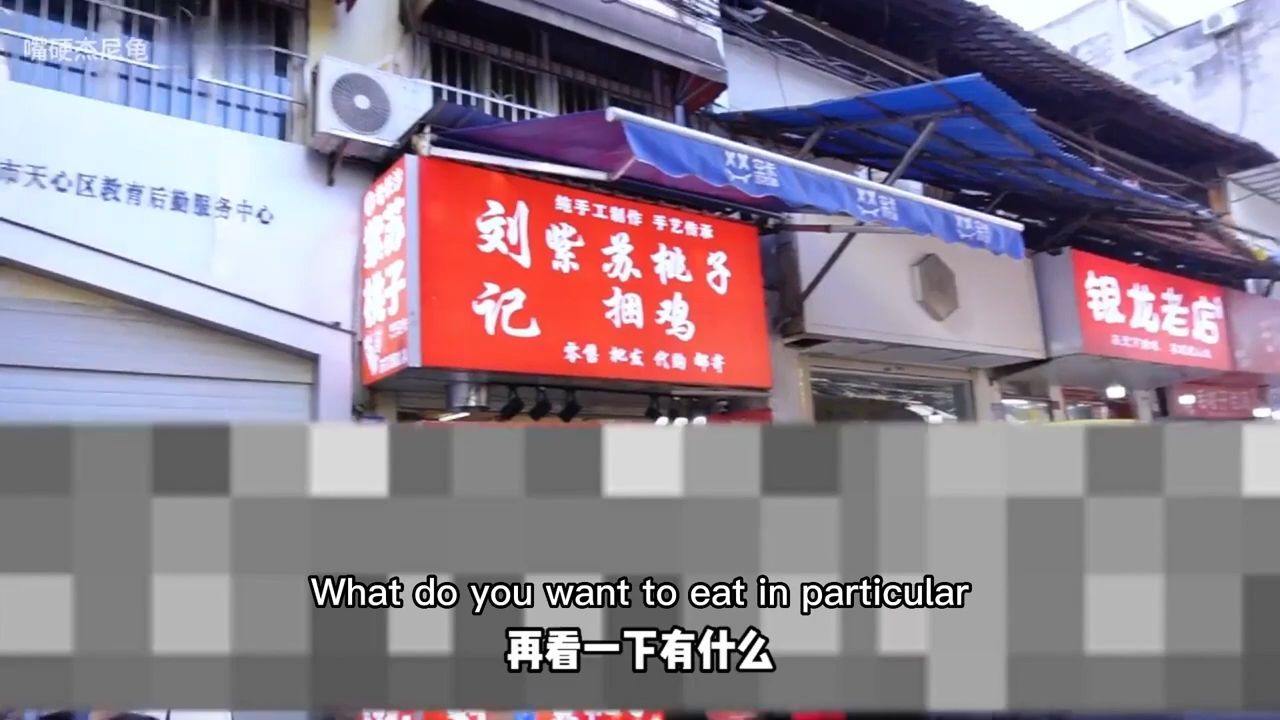 嘴硬杰尼龟
市天心区教育后勤服务中心
紫苏桃子
纯手工制作 手艺传承
刘记
紫苏桃子
捆鸡
零售 批发 代购 邮寄
银龙老店
What do you want to eat in particular
再看一下有什么